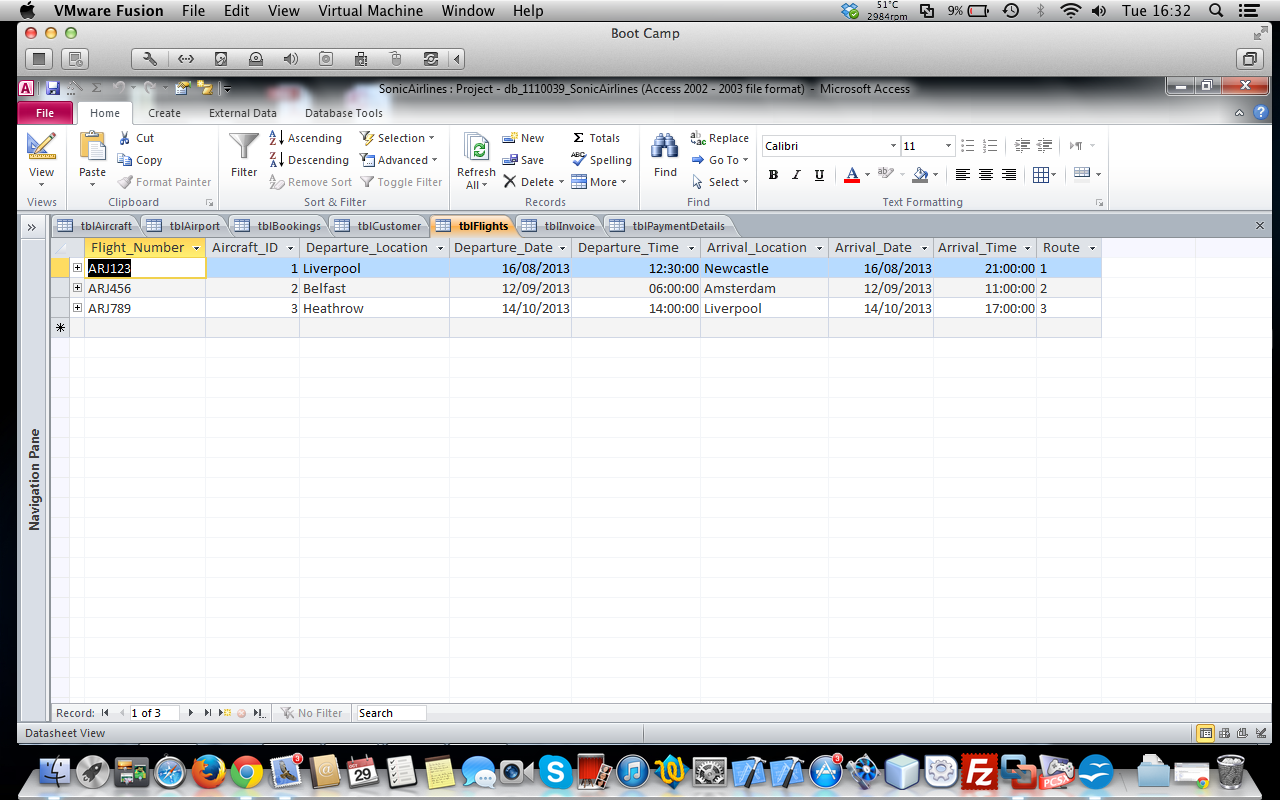 VMware Fusion File Edit View Virtual Machine Window Help 51°C 2984rpm 9% Tue 16:32
Boot Camp
SonicAirlines : Project - db_1110039_SonicAirlines (Access 2002 - 2003 file format) - Microsoft Access
File Home Create External Data Database Tools
View
Views
Paste
Cut
Copy
Format Painter
Clipboard
Filter
Ascending
Descending
Remove Sort
Selection
Advanced
Toggle Filter
Sort & Filter
Refresh All
New
Save
Delete
Totals
Spelling
More
Records
Find
Replace
Go To
Select
Find
Calibri 11
B I U A
Text Formatting
tblAircraft tblAirport tblBookings tblCustomer tblFlights tblInvoice tblPaymentDetails
Flight_Number Aircraft_ID Departure_Location Departure_Date Departure_Time Arrival_Location Arrival_Date Arrival_Time Route
ARJ123 1 Liverpool 16/08/2013 12:30:00 Newcastle 16/08/2013 21:00:00 1
ARJ456 2 Belfast 12/09/2013 06:00:00 Amsterdam 12/09/2013 11:00:00 2
ARJ789 3 Heathrow 14/10/2013 14:00:00 Liverpool 14/10/2013 17:00:00 3
Navigation Pane
Record: 1 of 3 No Filter Search
Datasheet View
3 OCT 29 3 Fz PCSX